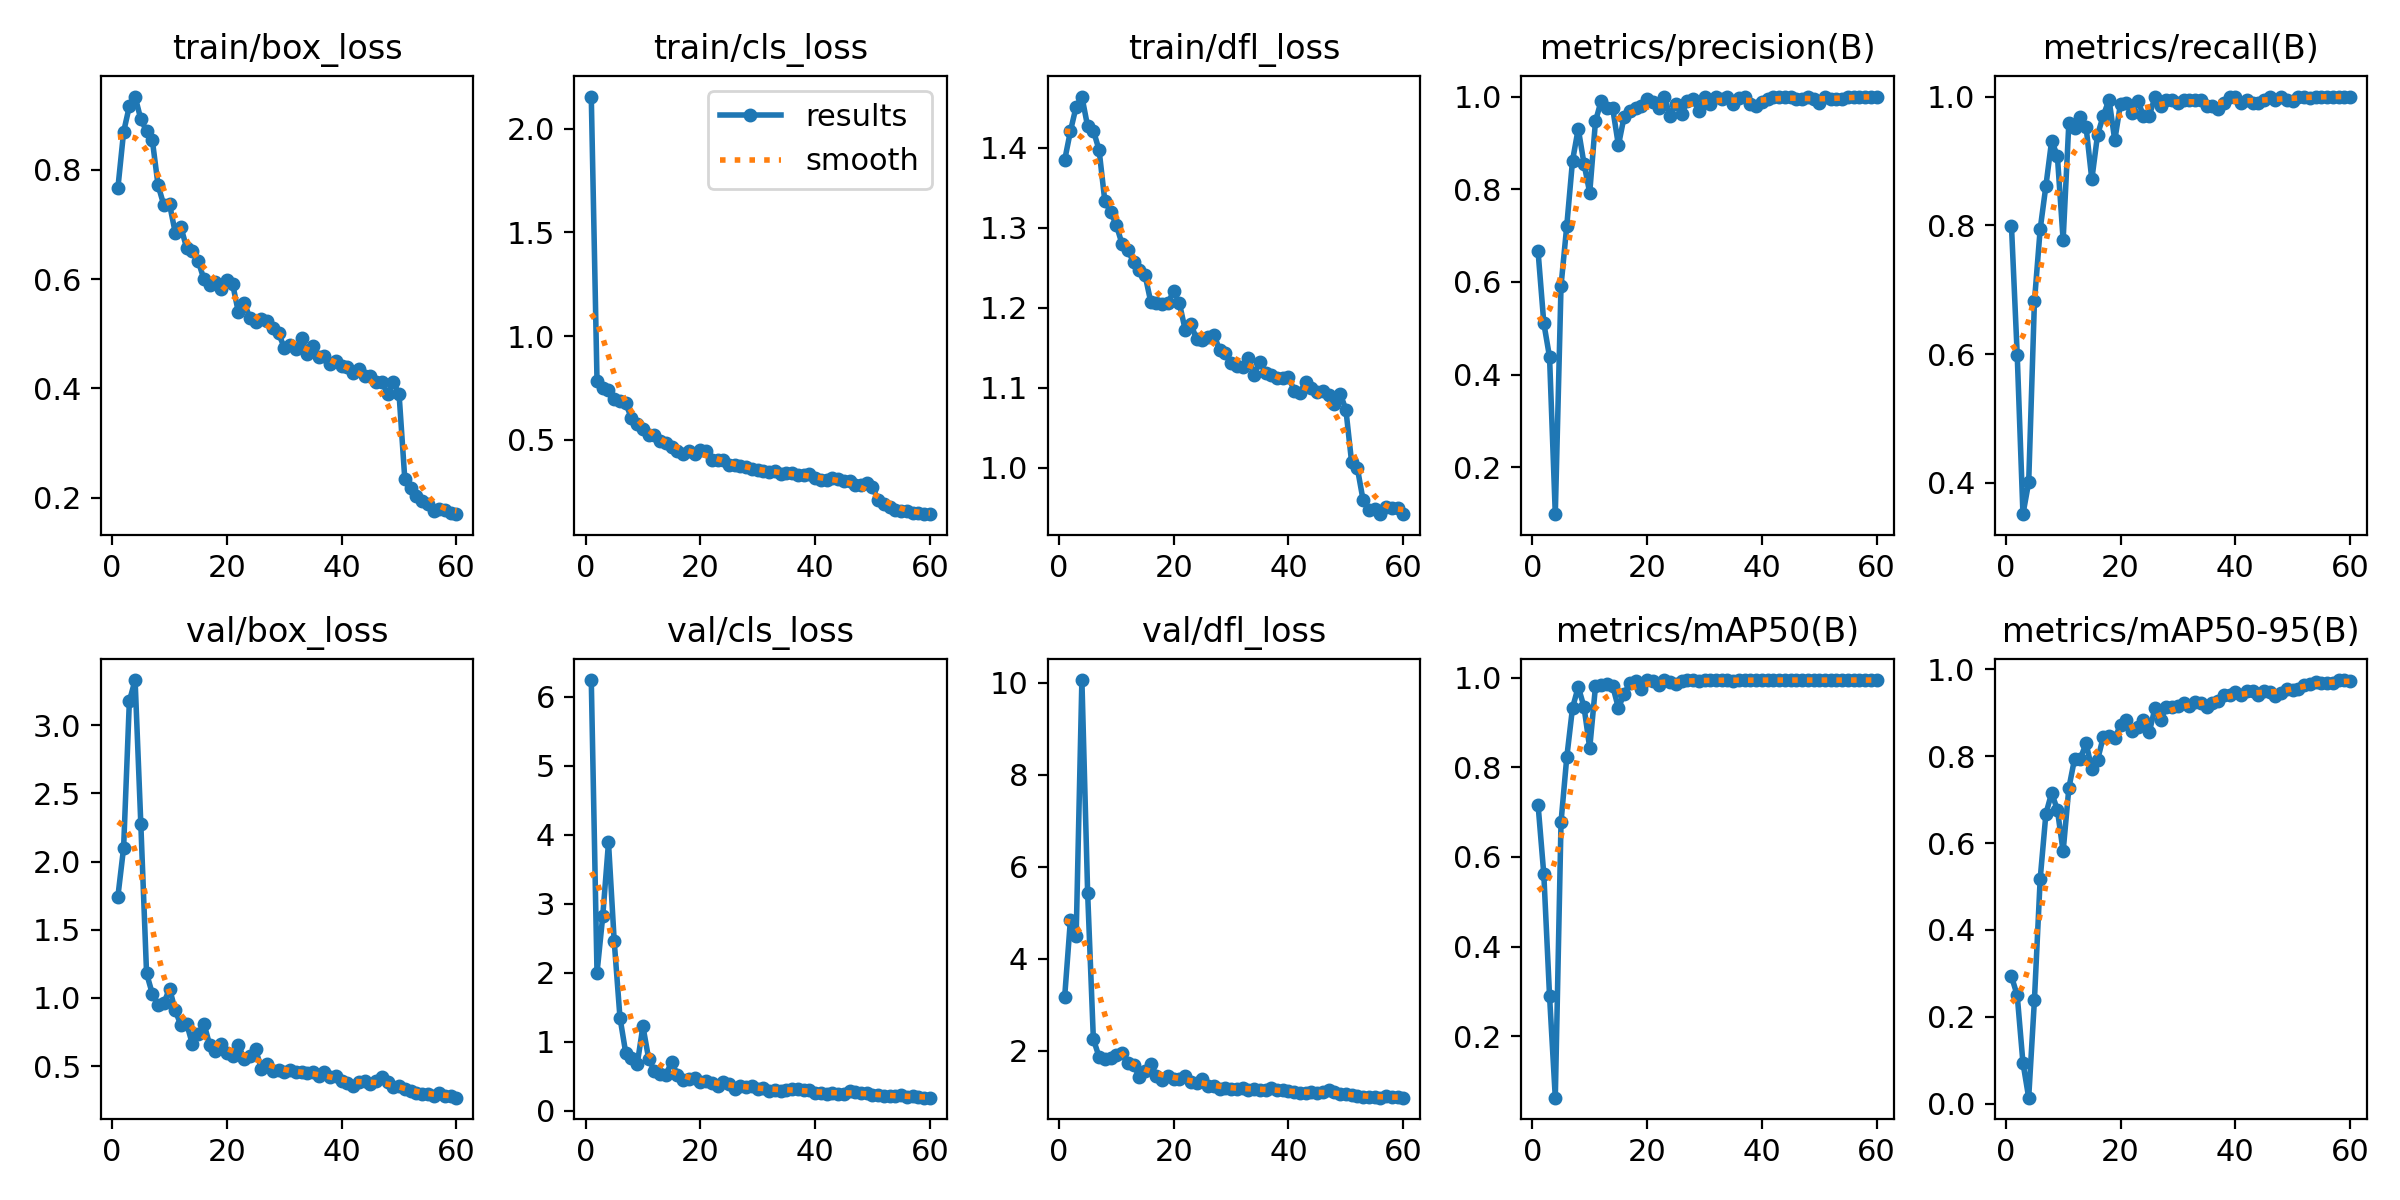 train/box_loss
0.8
0.6
0.4
0.2
0 20 40 60
train/cls_loss
results
smooth
2.0
1.5
1.0
0.5
0 20 40 60
train/dfl_loss
1.4
1.3
1.2
1.1
1.0
0 20 40 60
metrics/precision(B)
1.0
0.8
0.6
0.4
0.2
0 20 40 60
metrics/recall(B)
1.0
0.8
0.6
0.4
0 20 40 60
val/box_loss
3.0
2.5
2.0
1.5
1.0
0.5
0 20 40 60
val/cls_loss
6
5
4
3
2
1
0
0 20 40 60
val/dfl_loss
10
8
6
4
2
0 20 40 60
metrics/mAP50(B)
1.0
0.8
0.6
0.4
0.2
0 20 40 60
metrics/mAP50-95(B)
1.0
0.8
0.6
0.4
0.2
0.0
0 20 40 60